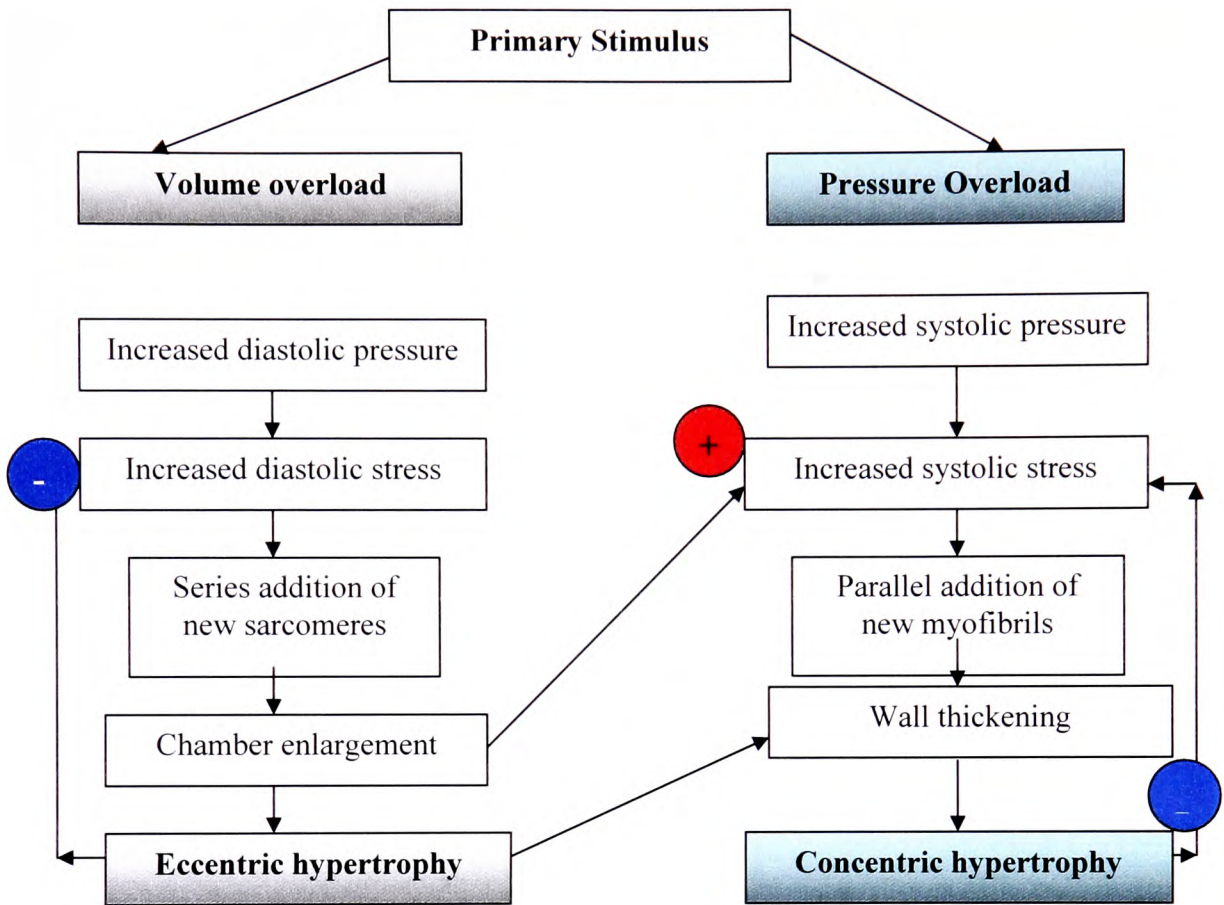 Primary Stimulus
Volume overload
Pressure Overload
Increased diastolic pressure
Increased systolic pressure
-
Increased diastolic stress
+
Increased systolic stress
Series addition of
new sarcomeres
Parallel addition of
new myofibrils
Chamber enlargement
Wall thickening
Eccentric hypertrophy
Concentric hypertrophy
-